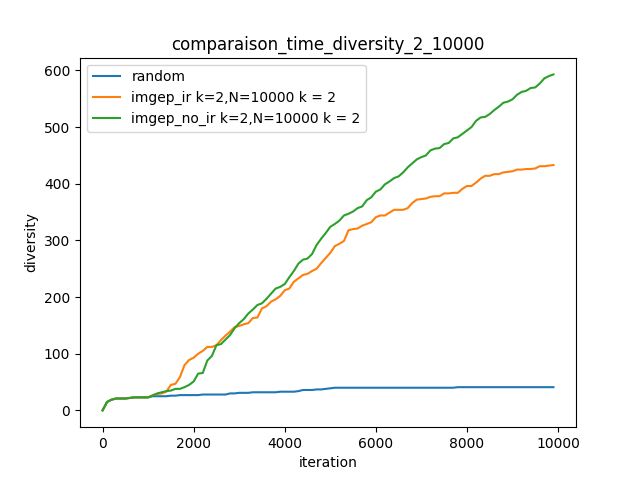 comparaison_time_diversity_2_10000
random
imgep_ir k=2,N=10000 k = 2
imgep_no_ir k=2,N=10000 k = 2
600
500
400
300
200
100
0
diversity
0 2000 4000 6000 8000 10000
iteration